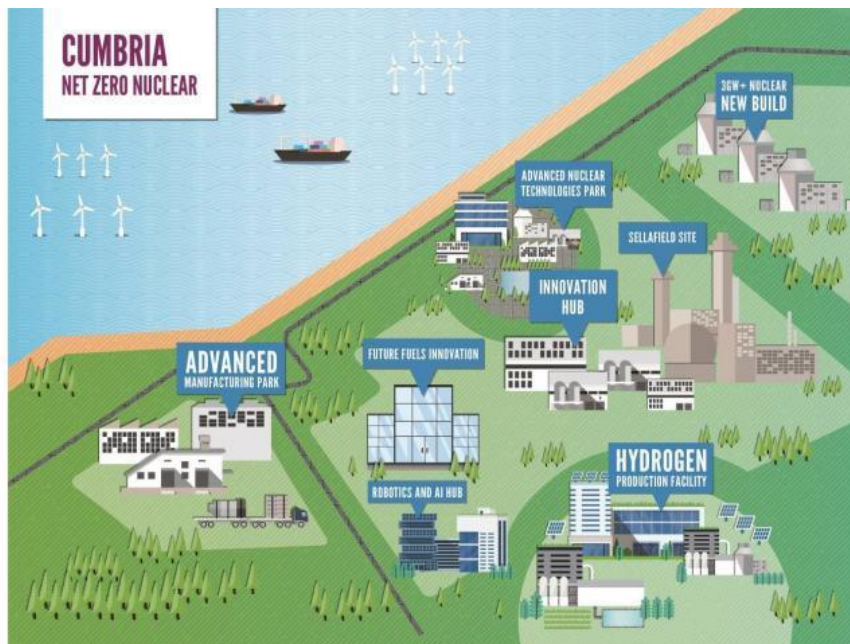 CUMBRIA
NET ZERO NUCLEAR
3GW+ NUCLEAR
NEW BUILD
ADVANCED NUCLEAR
TECHNOLOGIES PARK
SELLAFIELD SITE
INNOVATION
HUB
ADVANCED
MANUFACTURING PARK
FUTURE FUELS INNOVATION
HYDROGEN
PRODUCTION FACILITY
ROBOTICS AND AI HUB